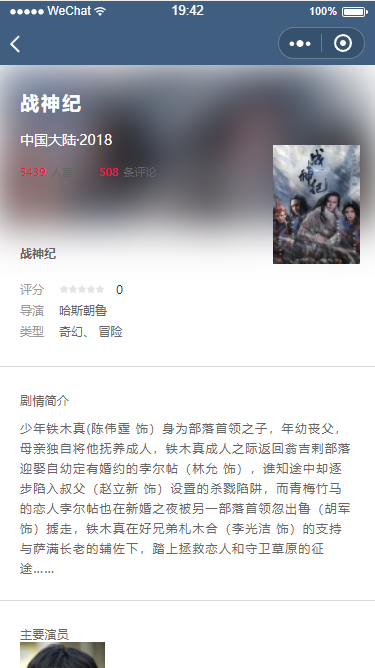 WeChat
19:42
100%
战神纪
中国大陆·2018
5439 人看
508 条评论
战神纪
战神纪
评分 0
导演 哈斯朝鲁
类型 奇幻、 冒险
剧情简介
少年铁木真(陈伟霆 饰）身为部落首领之子，年幼丧父，
母亲独自将他抚养成人，铁木真成人之际返回翁吉剌部落
迎娶自幼定有婚约的孛尔帖（林允 饰），谁知途中却逐
步陷入叔父（赵立新 饰）设置的杀戮陷阱，而青梅竹马
的恋人孛尔帖也在新婚之夜被另一部落首领忽出鲁（胡军
饰）掳走，铁木真在好兄弟札木合（李光洁 饰）的支持
与萨满长老的辅佐下，踏上拯救恋人和守卫草原的征
途......
主要演员